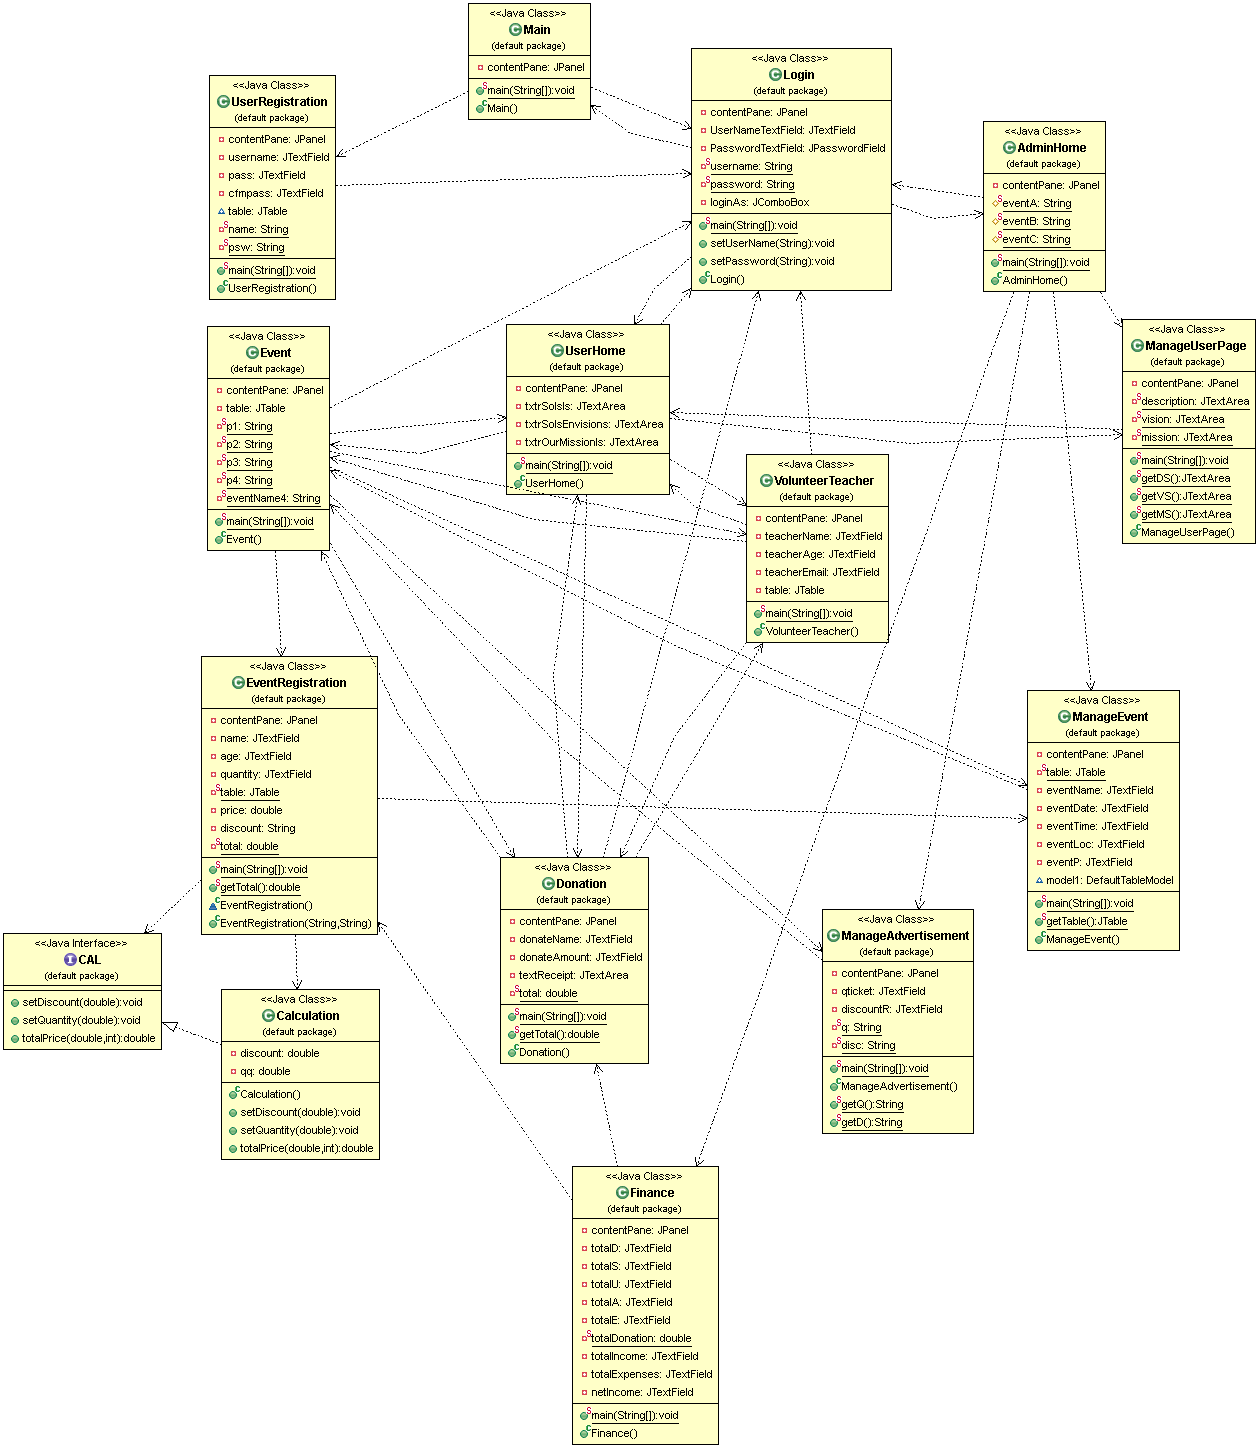 <<Java Class>>
Main
(default package)
contentPane: JPanel
main(String[]):void
Main()
<<Java Class>>
Login
(default package)
contentPane: JPanel
UserNameTextField: JTextField
PasswordTextField: JPasswordField
username: String
password: String
loginAs: JComboBox
main(String[]):void
setUserName(String):void
setPassword(String):void
Login()
<<Java Class>>
UserRegistration
(default package)
contentPane: JPanel
username: JTextField
pass: JTextField
cfmpass: JTextField
table: JTable
name: String
psw: String
main(String[]):void
UserRegistration()
<<Java Class>>
AdminHome
(default package)
contentPane: JPanel
eventA: String
eventB: String
eventC: String
main(String[]):void
AdminHome()
<<Java Class>>
ManageUserPage
(default package)
contentPane: JPanel
description: JTextArea
vision: JTextArea
mission: JTextArea
main(String[]):void
getDS():JTextArea
getVS():JTextArea
getMS():JTextArea
ManageUserPage()
<<Java Class>>
Event
(default package)
contentPane: JPanel
table: JTable
p1: String
p2: String
p3: String
p4: String
eventName4: String
main(String[]):void
Event()
<<Java Class>>
UserHome
(default package)
contentPane: JPanel
txtrSolsIs: JTextArea
txtrSolsEnvisions: JTextArea
txtrOurMissionIs: JTextArea
main(String[]):void
UserHome()
<<Java Class>>
VolunteerTeacher
(default package)
contentPane: JPanel
teacherName: JTextField
teacherAge: JTextField
teacherEmail: JTextField
table: JTable
main(String[]):void
VolunteerTeacher()
<<Java Class>>
EventRegistration
(default package)
contentPane: JPanel
name: JTextField
age: JTextField
quantity: JTextField
table: JTable
price: double
discount: String
total: double
main(String[]):void
getTotal():double
EventRegistration()
EventRegistration(String,String)
<<Java Class>>
ManageEvent
(default package)
contentPane: JPanel
table: JTable
eventName: JTextField
eventDate: JTextField
eventTime: JTextField
eventLoc: JTextField
eventP: JTextField
model1: DefaultTableModel
main(String[]):void
getTable():JTable
ManageEvent()
<<Java Class>>
Donation
(default package)
contentPane: JPanel
donateName: JTextField
donateAmount: JTextField
textReceipt: JTextArea
total: double
main(String[]):void
getTotal():double
Donation()
<<Java Class>>
ManageAdvertisement
(default package)
contentPane: JPanel
qticket: JTextField
discountR: JTextField
q: String
disc: String
main(String[]):void
ManageAdvertisement()
getQ():String
getD():String
<<Java Interface>>
CAL
(default package)
setDiscount(double):void
setQuantity(double):void
totalPrice(double,int):double
<<Java Class>>
Calculation
(default package)
discount: double
qq: double
Calculation()
setDiscount(double):void
setQuantity(double):void
totalPrice(double,int):double
<<Java Class>>
Finance
(default package)
contentPane: JPanel
totalD: JTextField
totalS: JTextField
totalU: JTextField
totalA: JTextField
totalE: JTextField
totalDonation: double
totalIncome: JTextField
totalExpenses: JTextField
netIncome: JTextField
main(String[]):void
Finance()